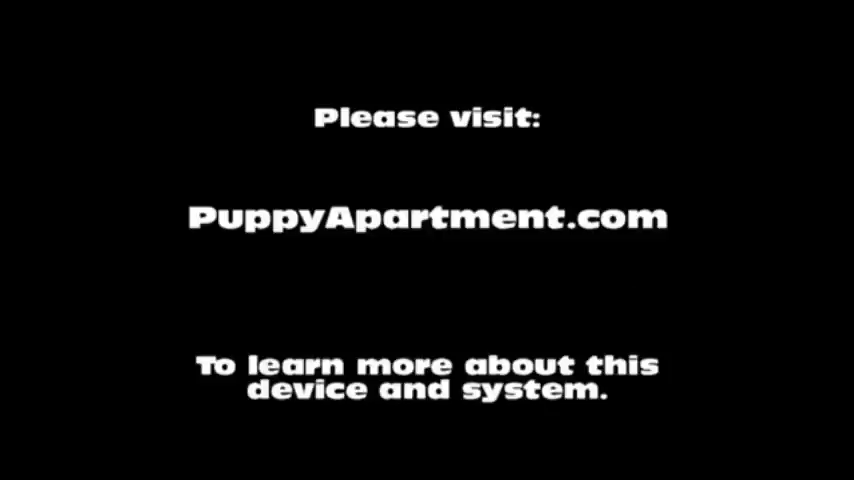 Please visit:
PuppyApartment.com
To learn more about this
device and system.